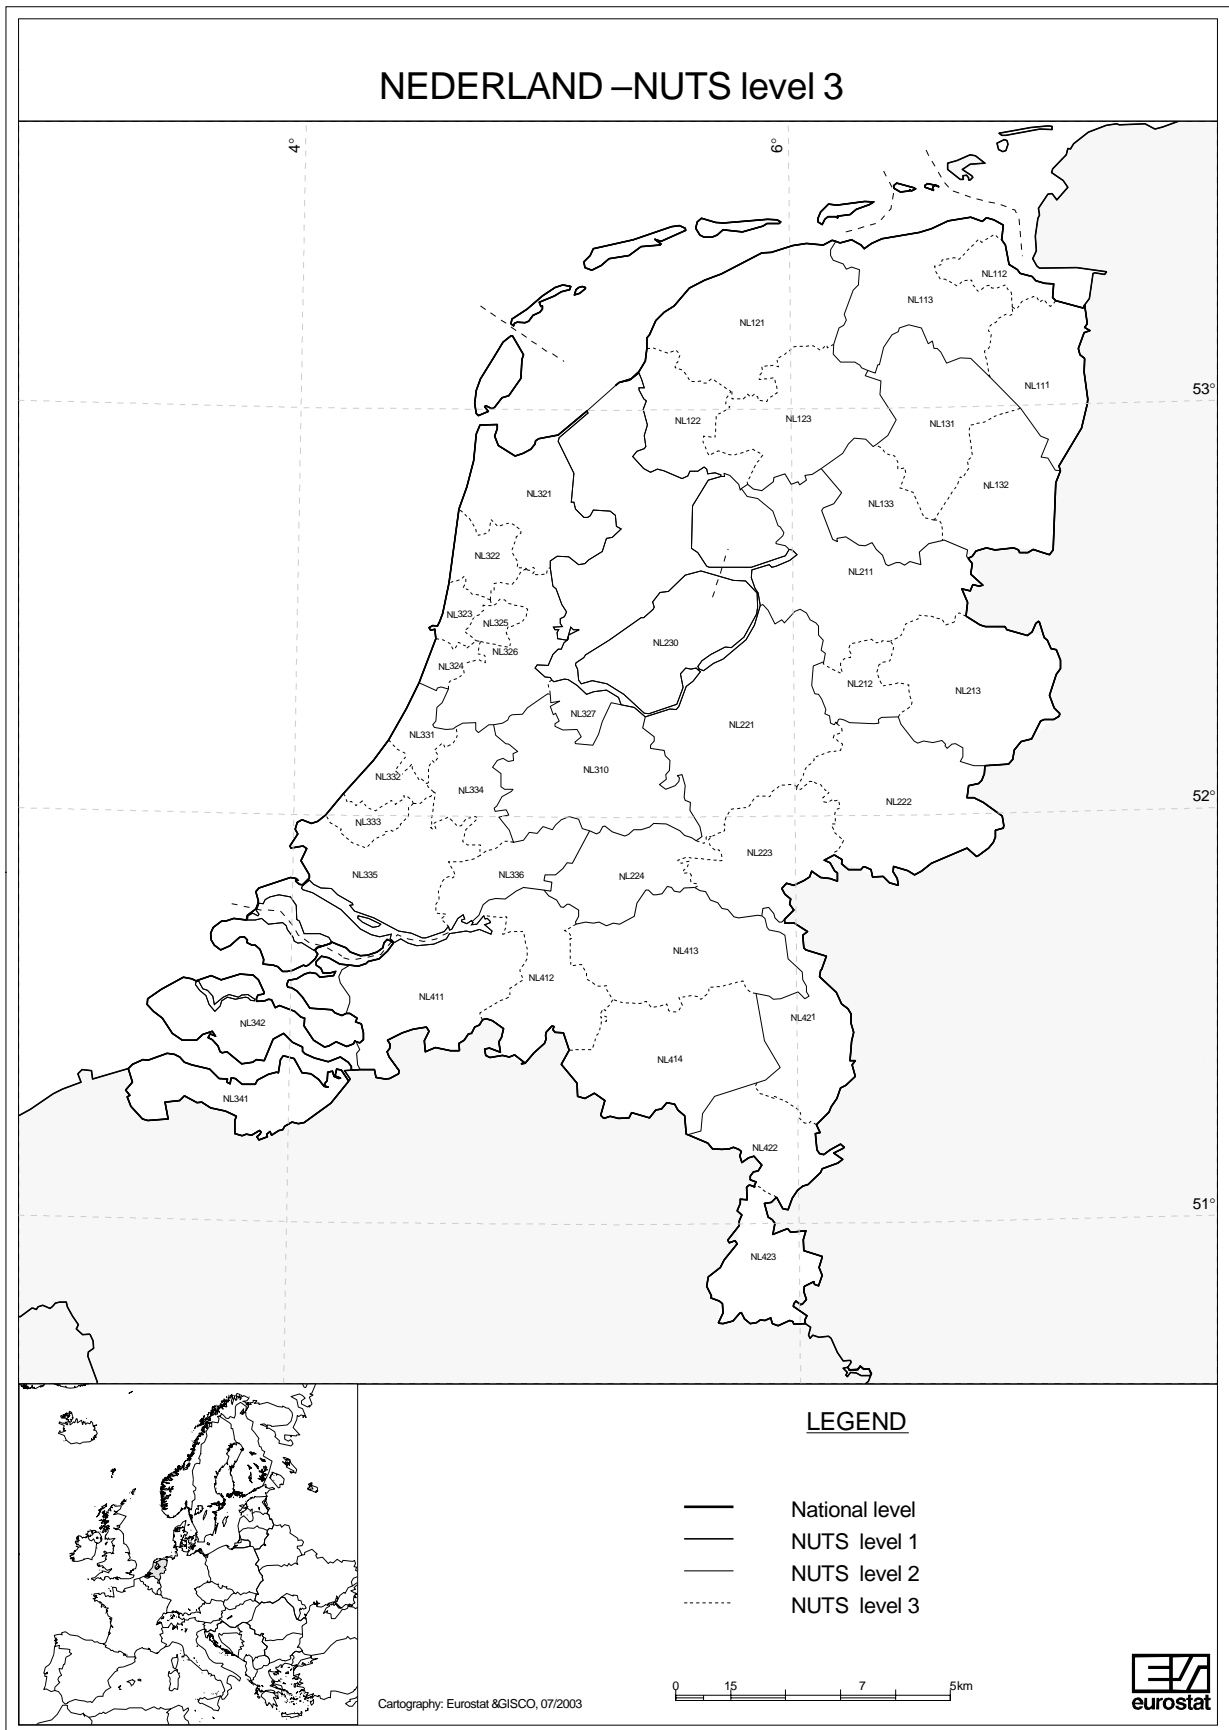 NEDERLAND –NUTS level 3
4°
6°
NL112
NL113
NL121
NL111
53°
NL122
NL123
NL131
NL132
NL321
NL133
NL322
NL211
NL323
NL325
NL326
NL230
NL324
NL212
NL213
NL327
NL221
NL331
NL310
NL332
NL334
52°
NL222
NL333
NL223
NL335
NL336
NL224
NL413
NL412
NL411
NL421
NL342
NL414
NL341
NL422
51°
NL423
LEGEND
National level
NUTS level 1
NUTS level 2
NUTS level 3
0 15 7 5km
Cartography: Eurostat &GISCO, 07/2003
eurostat